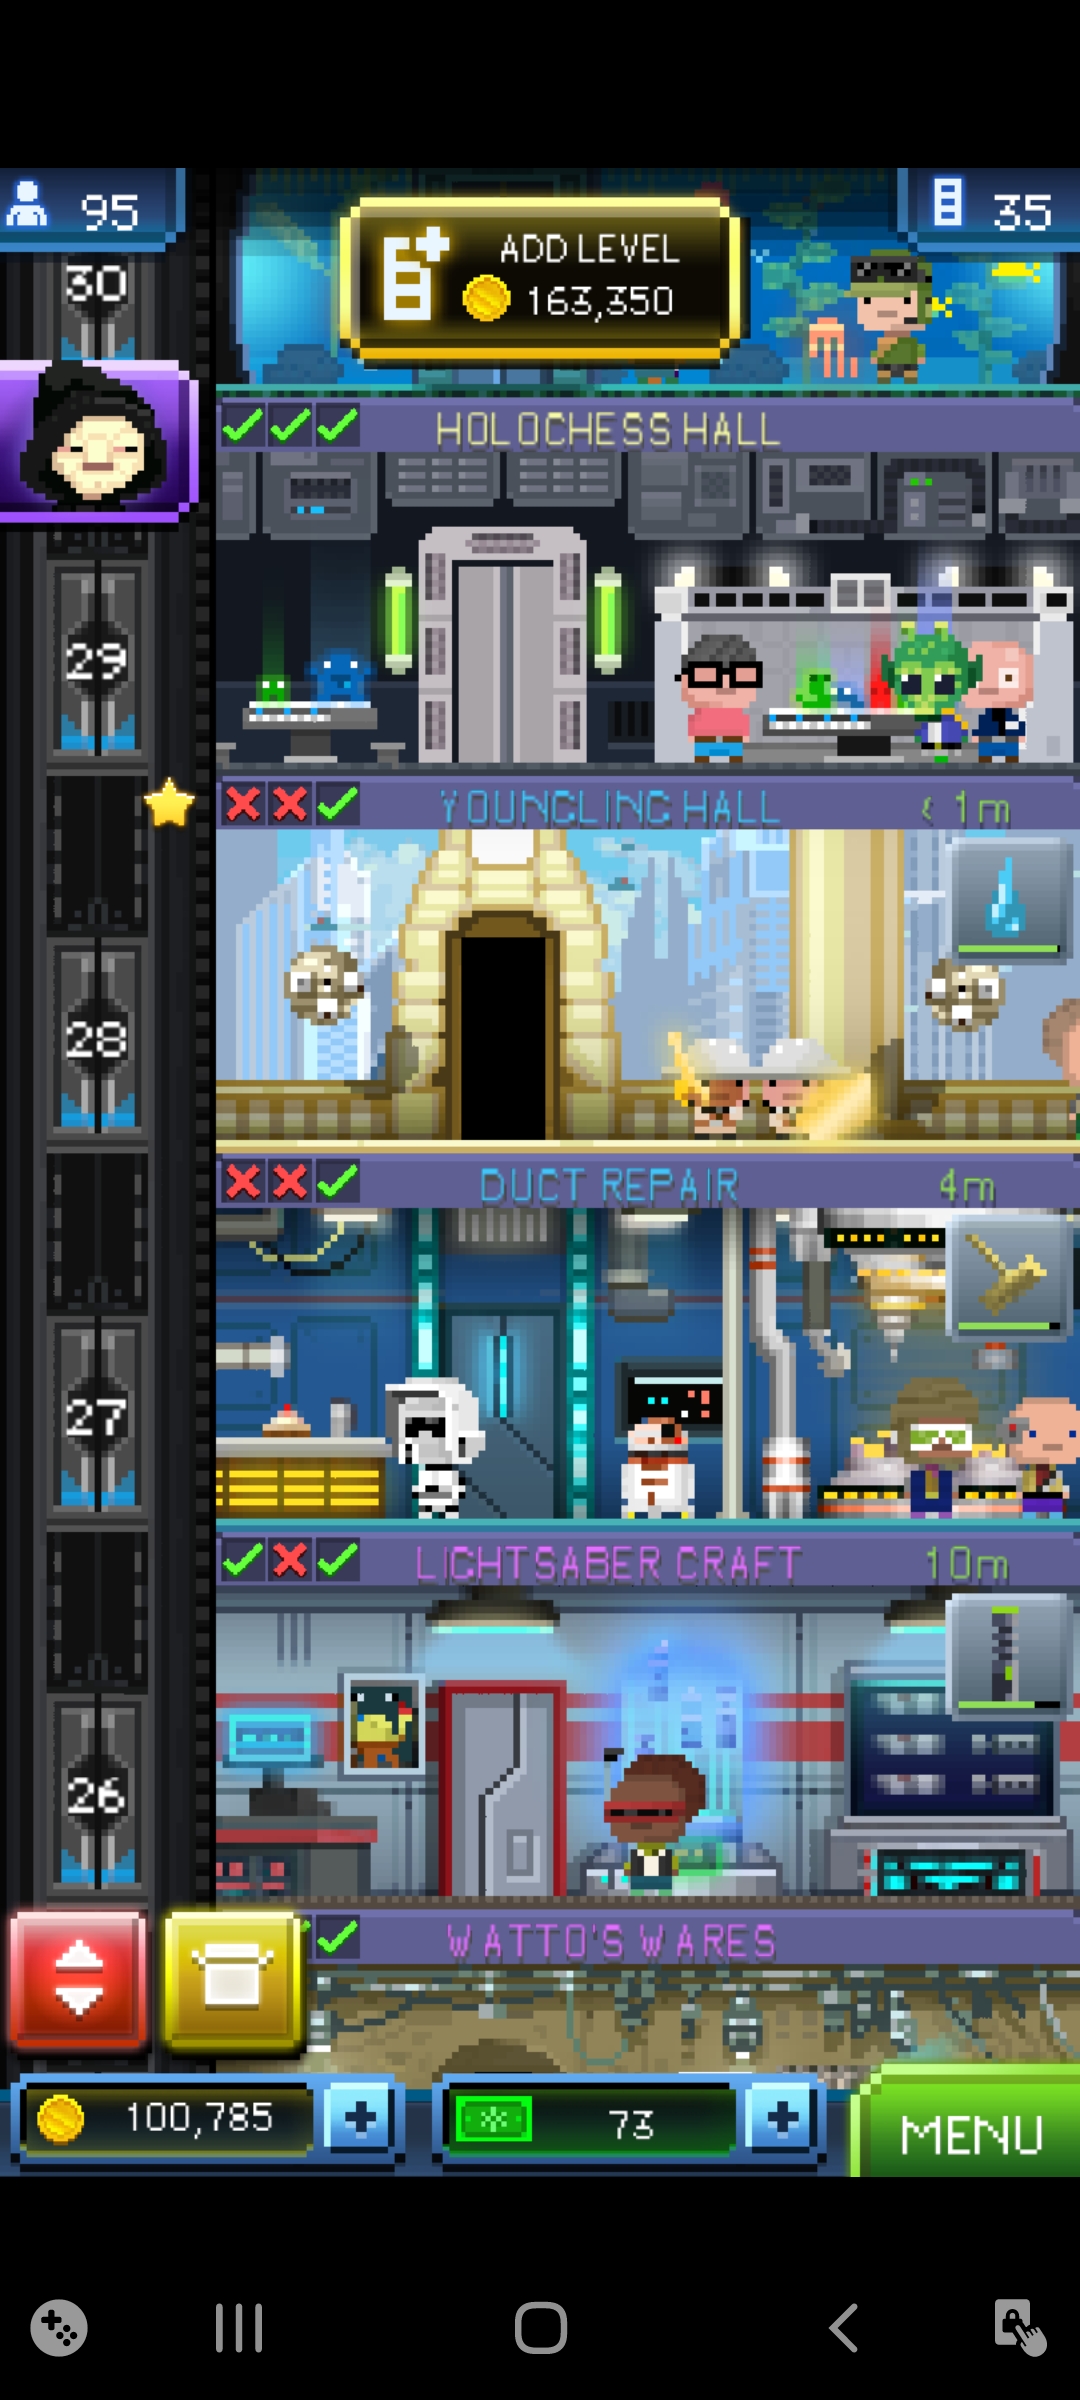 95
ADD LEVEL
163,350
35
30
HOLOCHESS HALL
29
YOUNGLING HALL
< 1m
28
DUCT REPAIR
4m
27
LIGHTSABER CRAFT
10m
26
WATTO'S WARES
100,785
73
MENU